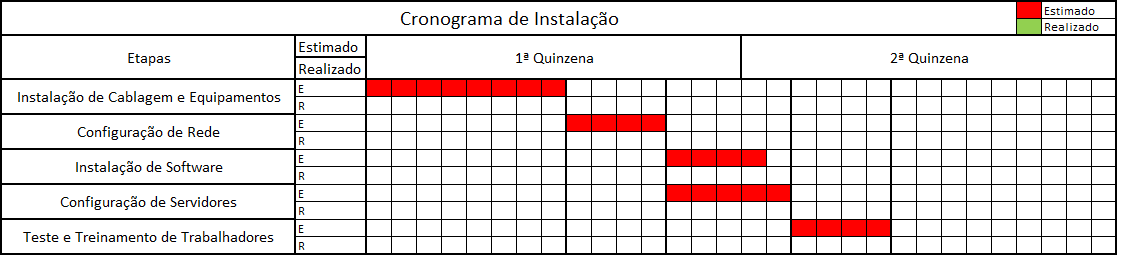 Cronograma de Instalação
Estimado
Realizado
Etapas
Estimado
Realizado
1ª Quinzena
2ª Quinzena
Instalação de Cablagem e Equipamentos
E
R
Configuração de Rede
E
R
Instalação de Software
E
R
Configuração de Servidores
E
R
Teste e Treinamento de Trabalhadores
E
R